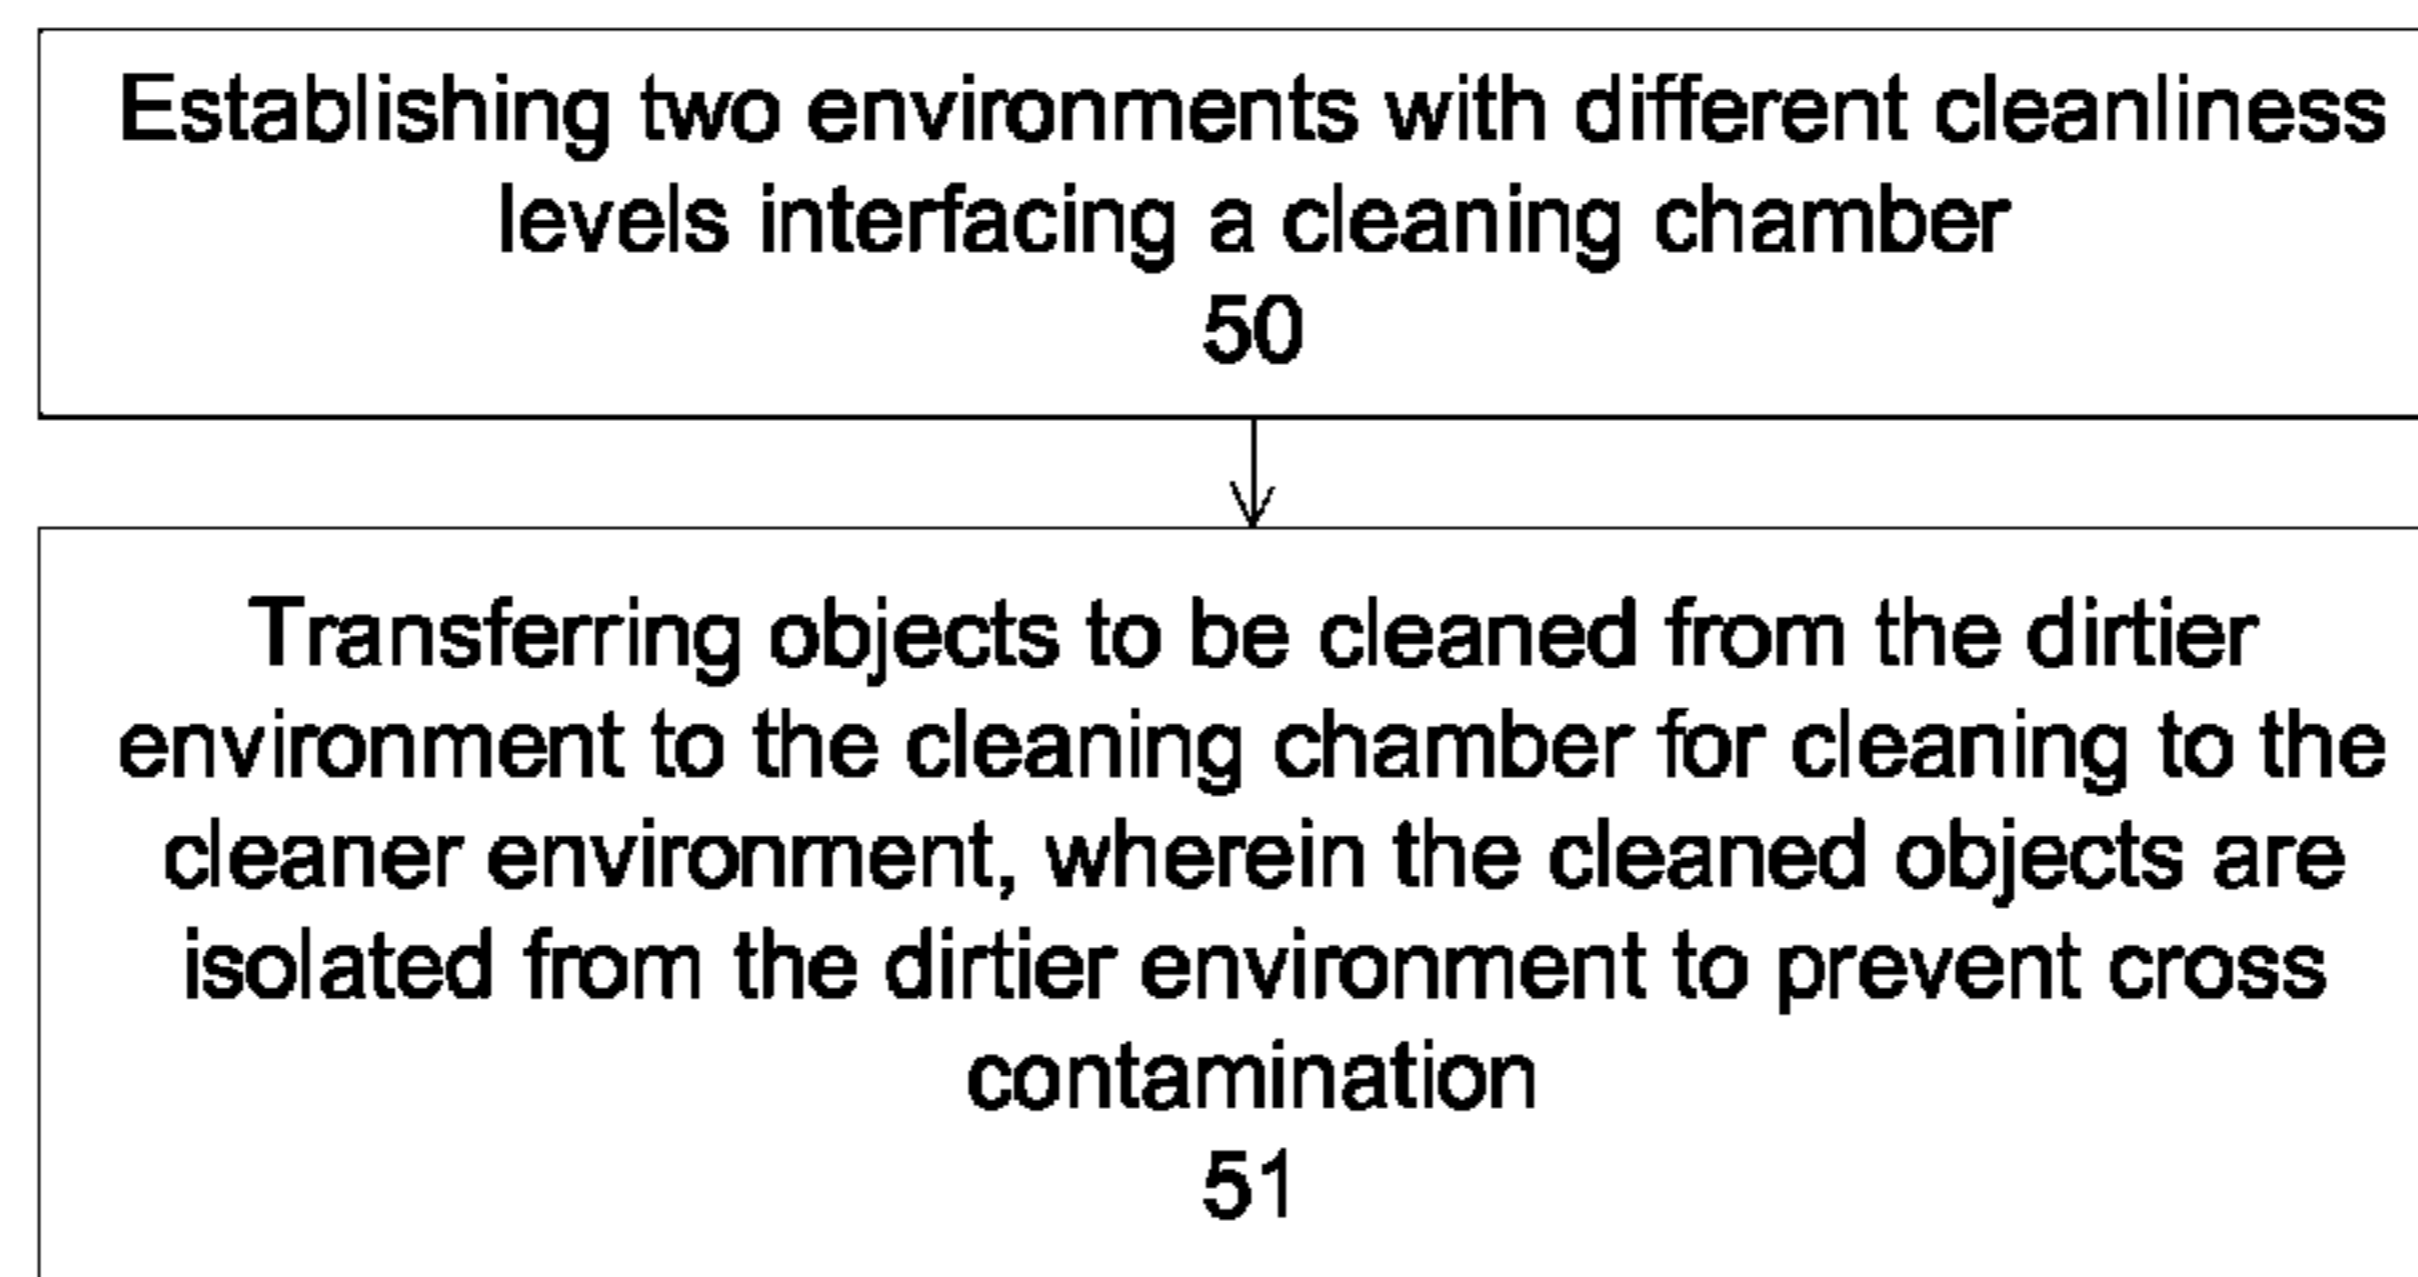 Establishing two environments with different cleanliness
levels interfacing a cleaning chamber
50
Transferring objects to be cleaned from the dirtier
environment to the cleaning chamber for cleaning to the
cleaner environment, wherein the cleaned objects are
isolated from the dirtier environment to prevent cross
contamination
51